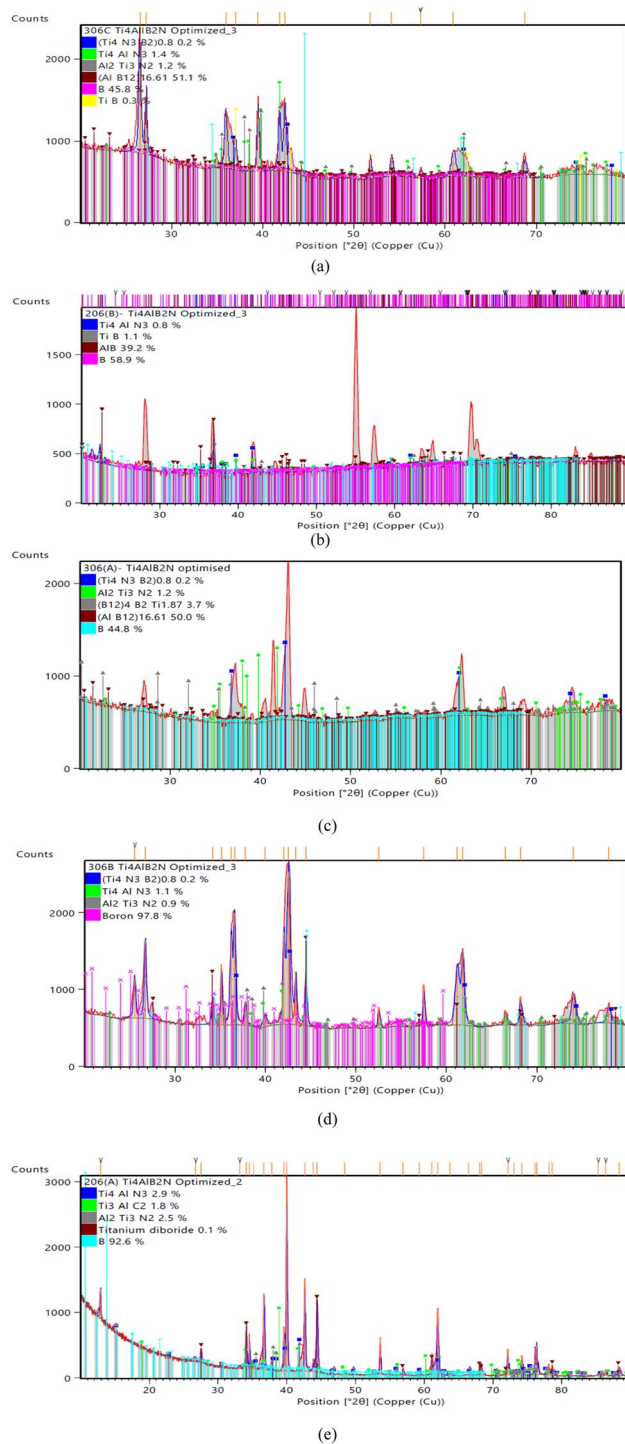 306C Ti4AlIB2N Optimized_3
(Ti4 N3 B2)0.8 0.2 %
Ti4 Al N3 1.4 %
Al2 Ti3 N2 1.2 %
(Al B12)16.61 51.1 %
B 45.8 %
Ti B 0.3 %
2000
1000
0
30
40
50
60
70
Position [°2θ] (Copper (Cu)
(a)
Counts
206(B)- Ti4AlB2N Optimized_3
Ti4 Al N3 0.8 %
Ti B 1.1 %
AlB 39.2 %
B 58.9 %
1500
1000
500
0
30
40
50
60
70
80
90
Position [°2θ] (Copper (Cu)
(b)
Counts
306(A)- Ti4AlB2N optimised
(Ti4 N3 B2)0.8 0.2 %
Al2 Ti3 N2 1.2 %
(B12)4 B2 Ti1.87 3.7 %
(Al B12)16.61 50.0 %
B 44.8 %
2000
1000
0
30
40
50
60
70
80
Position [°2θ] (Copper (Cu)
(c)
Counts
306B Ti4AlB2N Optimized_3
(Ti4 N3 B2)0.8 0.2 %
Ti4 Al N3 1.1 %
Al2 Ti3 N2 0.9 %
Boron 97.8 %
2000
1000
0
30
40
50
60
70
Position [°2θ] (Copper (Cu)
(d)
Counts
206(A) Ti4AlB2N Optimized_2
Ti4 Al N3 2.9 %
Ti3 Al C2 1.8 %
Al2 Ti3 N2 2.5 %
Titanium diboride 0.1 %
B 92.6 %
3000
2000
1000
0
20
30
40
50
60
70
80
Position [°2θ] (Copper (Cu)
(e)